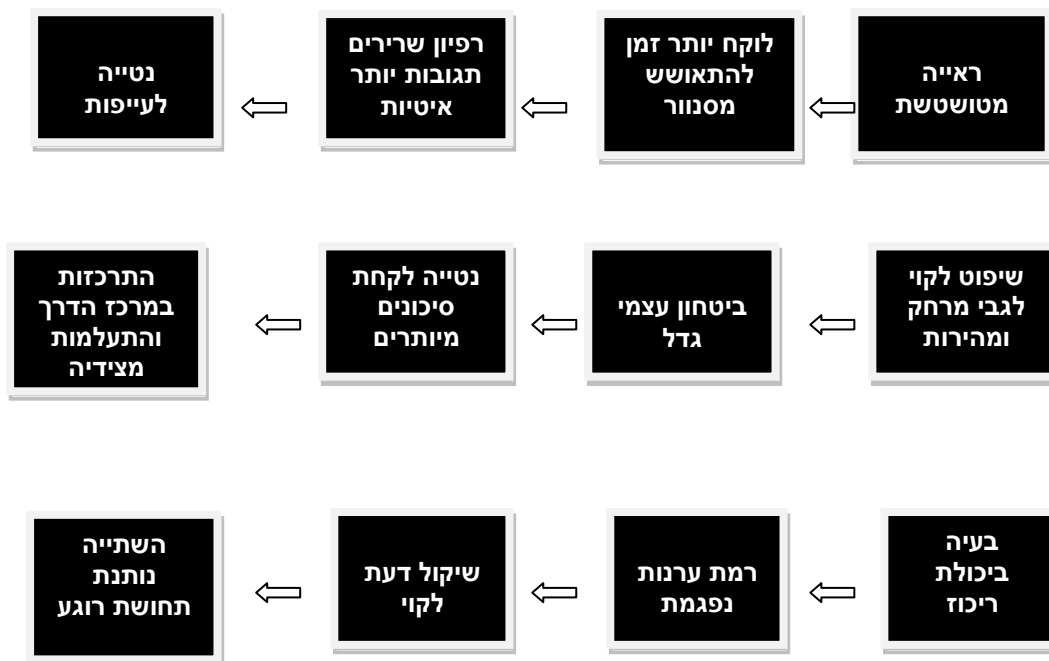 ראייה
מטושטשת
לוקח יותר זמן
להתאושש
מסנוור
רפיון שרירים
תגובות יותר
איטיות
נטייה
לעייפות
שיפוט לקוי
לגבי מרחק
ומהירות
ביטחון עצמי
גדל
נטייה לקחת
סיכונים
מיותרים
התרכזות
במרכז הדרך
והתעלמות
מצידיה
בעיה
ביכולת
ריכוז
רמת ערנות
נפגמת
שיקול דעת
לקוי
השתייה
נותנת
תחושת רוגע